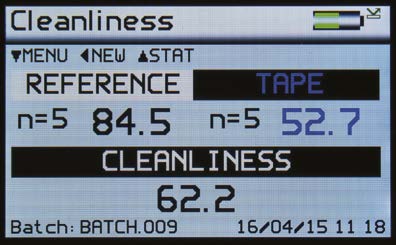 Cleanliness
▼MENU ◀NEW ▲STAT
REFERENCE TAPE
n=5 84.5 n=5 52.7
CLEANLINESS
62.2
Batch: BATCH.009 16/04/15 11 18